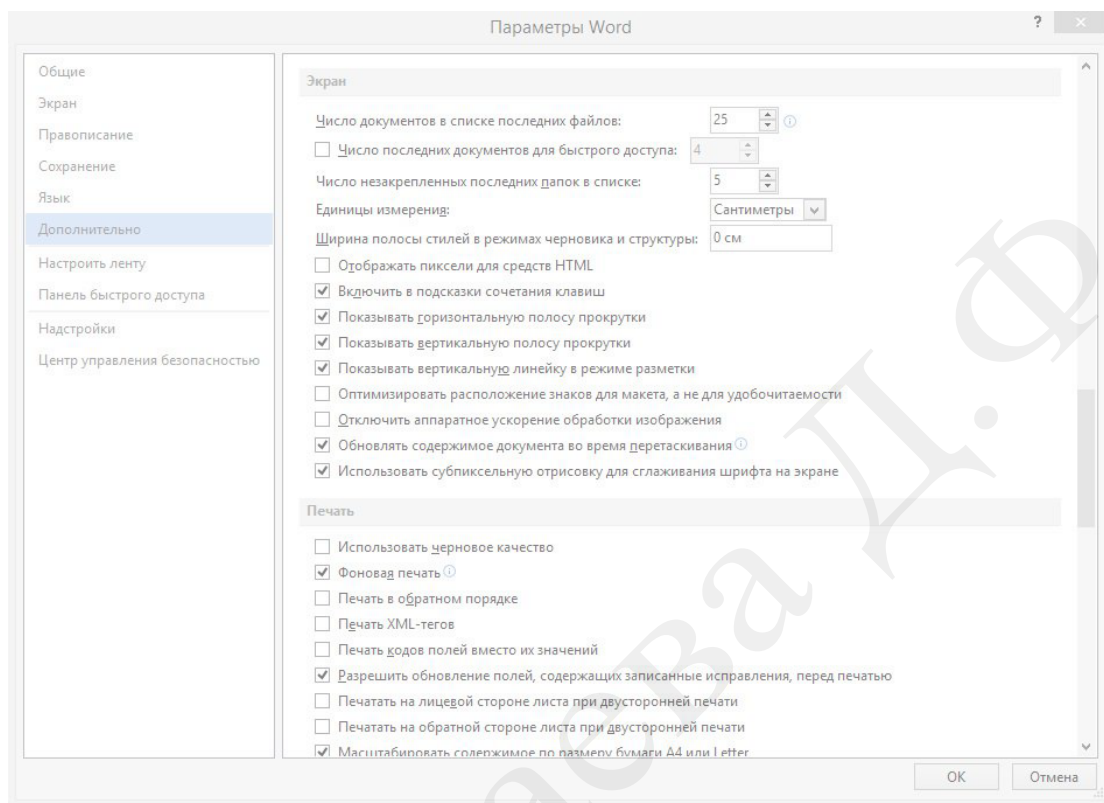 Параметры Word
?
Общие
Экран
Правописание
Сохранение
Язык
Дополнительно
Настроить ленту
Панель быстрого доступа
Надстройки
Центр управления безопасностью
Экран
Число документов в списке последних файлов: 25
Число последних документов для быстрого доступа: 4
Число незакрепленных последних папок в списке: 5
Единицы измерения: Сантиметры
Ширина полосы стилей в режимах черновика и структуры: 0 см
Отображать пиксели для средств HTML
Включить в подсказки сочетания клавиш
Показывать горизонтальную полосу прокрутки
Показывать вертикальную полосу прокрутки
Показывать вертикальную линейку в режиме разметки
Оптимизировать расположение знаков для макета, а не для удобочитаемости
Отключить аппаратное ускорение обработки изображения
Обновлять содержимое документа во время перетаскивания
Использовать субпиксельную отрисовку для сглаживания шрифта на экране
Печать
Использовать черновое качество
Фоновая печать
Печать в обратном порядке
Печать XML-тегов
Печать кодов полей вместо их значений
Разрешить обновление полей, содержащих записанные исправления, перед печатью
Печатать на лицевой стороне листа при двусторонней печати
Печатать на обратной стороне листа при двусторонней печати
Масштабировать содержимое по размеру бумаги A4 или Letter
ОК
Отмена